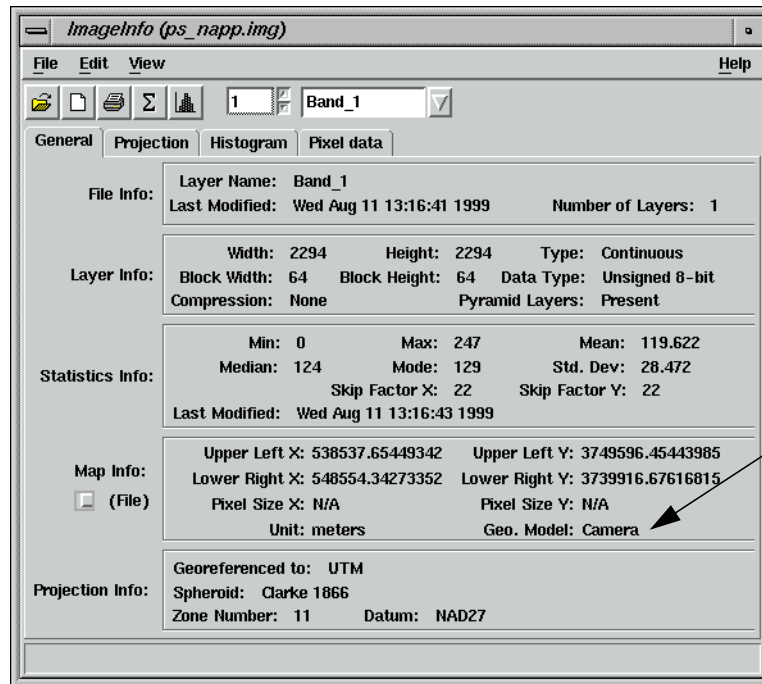 ImageInfo (ps_napp.img)
File Edit View Help
Σ 1 Band_1
General Projection Histogram Pixel data
File Info:
Layer Name: Band_1
Last Modified: Wed Aug 11 13:16:41 1999 Number of Layers: 1
Layer Info:
Width: 2294 Height: 2294 Type: Continuous
Block Width: 64 Block Height: 64 Data Type: Unsigned 8-bit
Compression: None Pyramid Layers: Present
Statistics Info:
Min: 0 Max: 247 Mean: 119.622
Median: 124 Mode: 129 Std. Dev: 28.472
Skip Factor X: 22 Skip Factor Y: 22
Last Modified: Wed Aug 11 13:16:43 1999
Map Info:
(File)
Upper Left X: 538537.65449342 Upper Left Y: 3749596.45443985
Lower Right X: 548554.34273352 Lower Right Y: 3739916.67616815
Pixel Size X: N/A Pixel Size Y: N/A
Unit: meters Geo. Model: Camera
Projection Info:
Georeferenced to: UTM
Spheroid: Clarke 1866
Zone Number: 11 Datum: NAD27